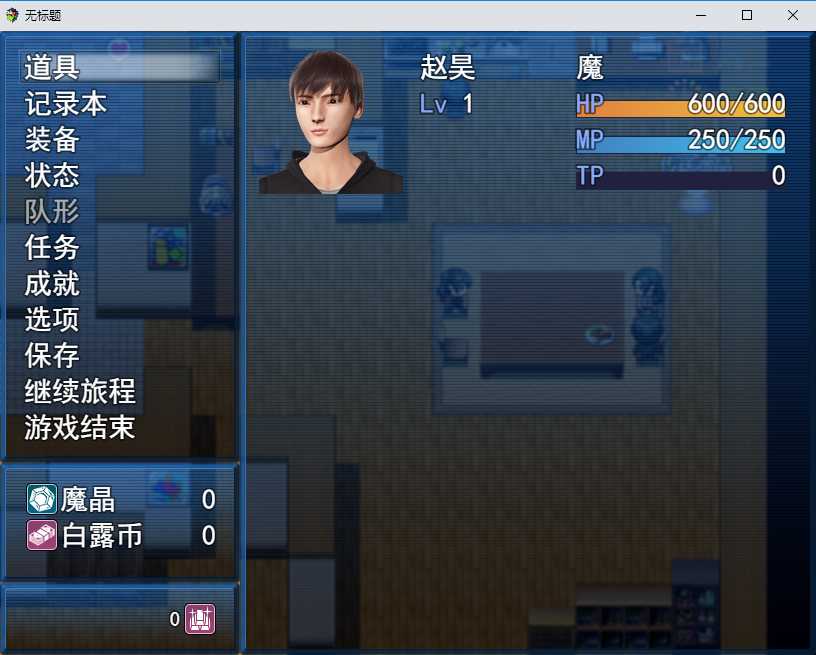 无标题
道具
记录本
装备
状态
队形
任务
成就
选项
保存
继续旅程
游戏结束
魔晶 0
白露币 0
0
赵昊 魔
Lv 1 HP 600/600
MP 250/250
TP 0